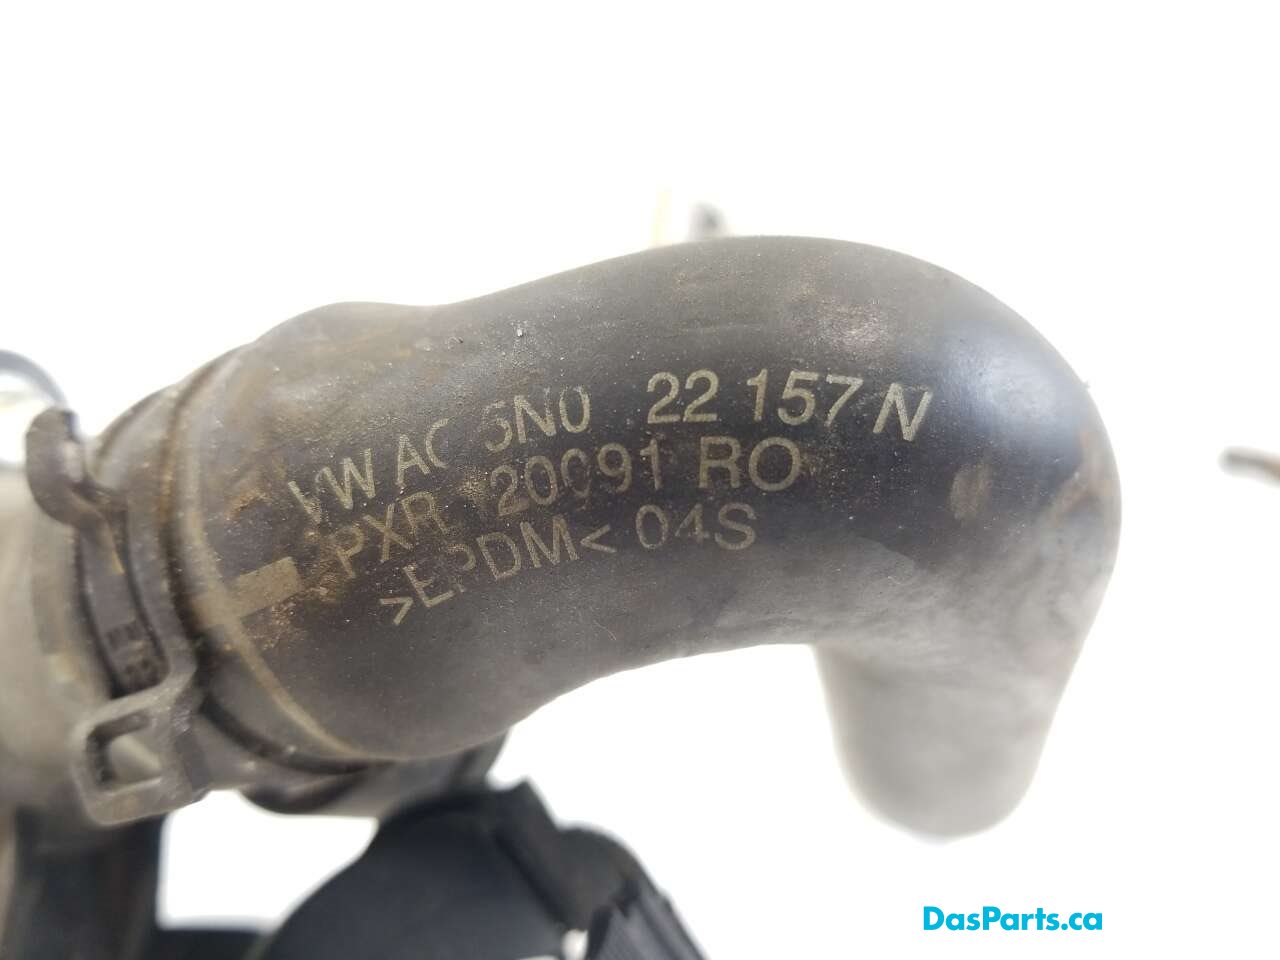 VW AG 5N0 22 157 N
PXR 20091 RO
>EPDM< 04S
DasParts.ca